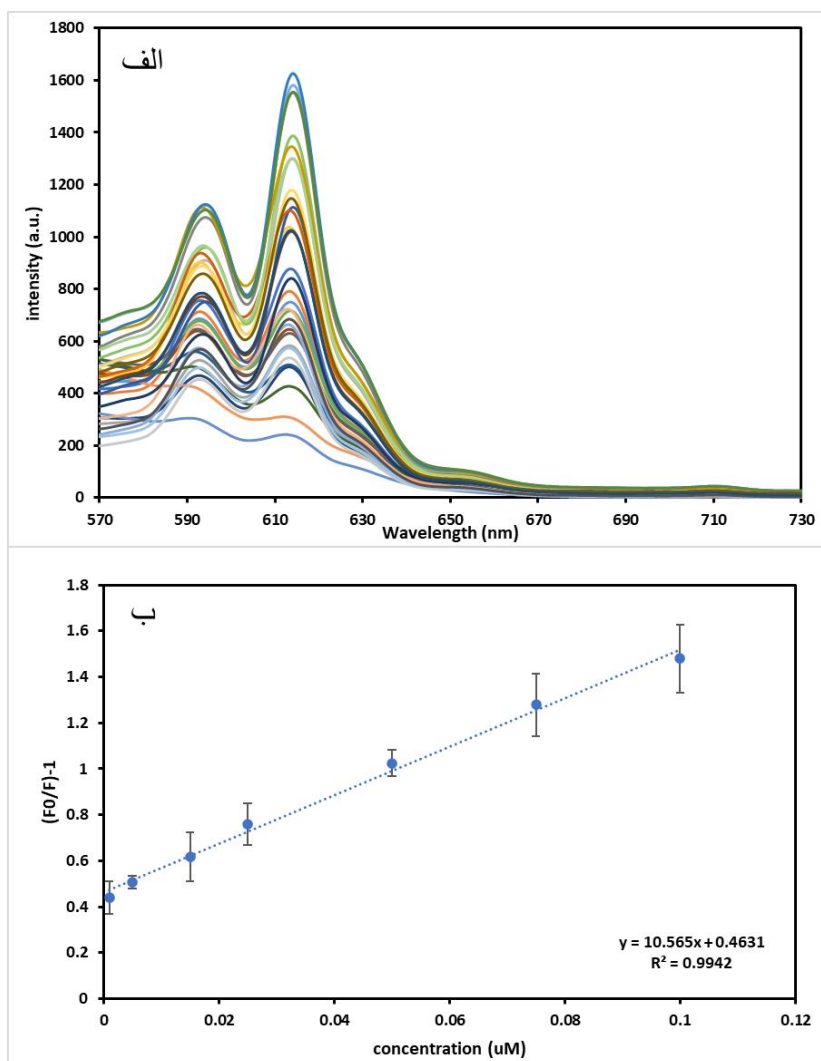 الف
1800
1600
1400
1200
1000
800
600
400
200
0
intensity (a.u.)
570 590 610 630 650 670 690 710 730
Wavelength (nm)
ب
1.8
1.6
1.4
1.2
1
0.8
0.6
0.4
0.2
0
(F0/F)-1
y = 10.565x + 0.4631
R² = 0.9942
0 0.02 0.04 0.06 0.08 0.1 0.12
concentration (uM)